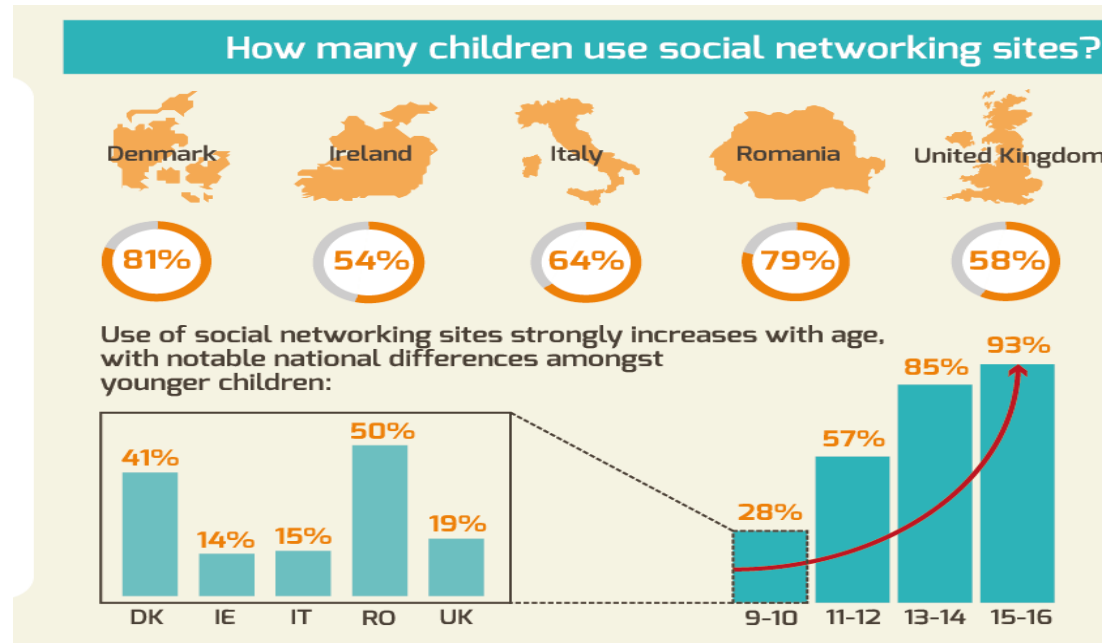 How many children use social networking sites?
Denmark Ireland Italy Romania United Kingdom
81% 54% 64% 79% 58%
Use of social networking sites strongly increases with age,
with notable national differences amongst
younger children:
41% 14% 15% 50% 19%
DK IE IT RO UK
28% 57% 85% 93%
9-10 11-12 13-14 15-16